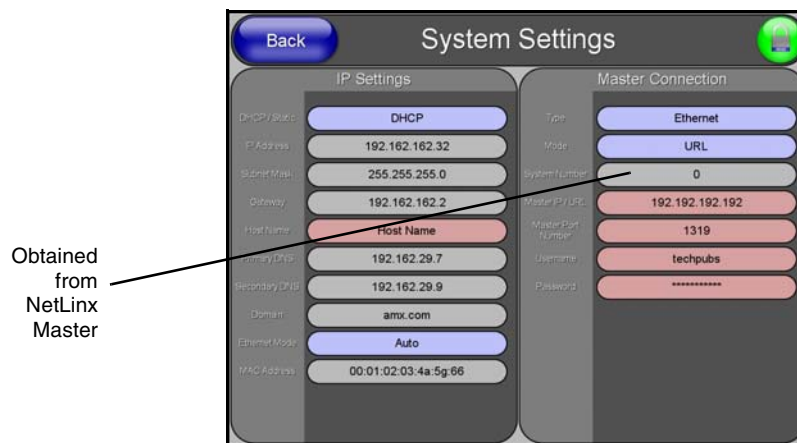 Back
System Settings
IP Settings
DHCP / Static
DHCP
IP Address
192.162.162.32
Subnet Mask
255.255.255.0
Gateway
192.162.162.2
Host Name
Host Name
Primary DNS
192.162.29.7
Secondary DNS
192.162.29.9
Domain
amx.com
Ethernet Mode
Auto
MAC Address
00:01:02:03:4a:5g:66
Master Connection
Type
Ethernet
Mode
URL
System Number
0
Master IP / URL
192.192.192.192
Master Port
Number
1319
Username
techpubs
Password
***********
Obtained
from
NetLinx
Master